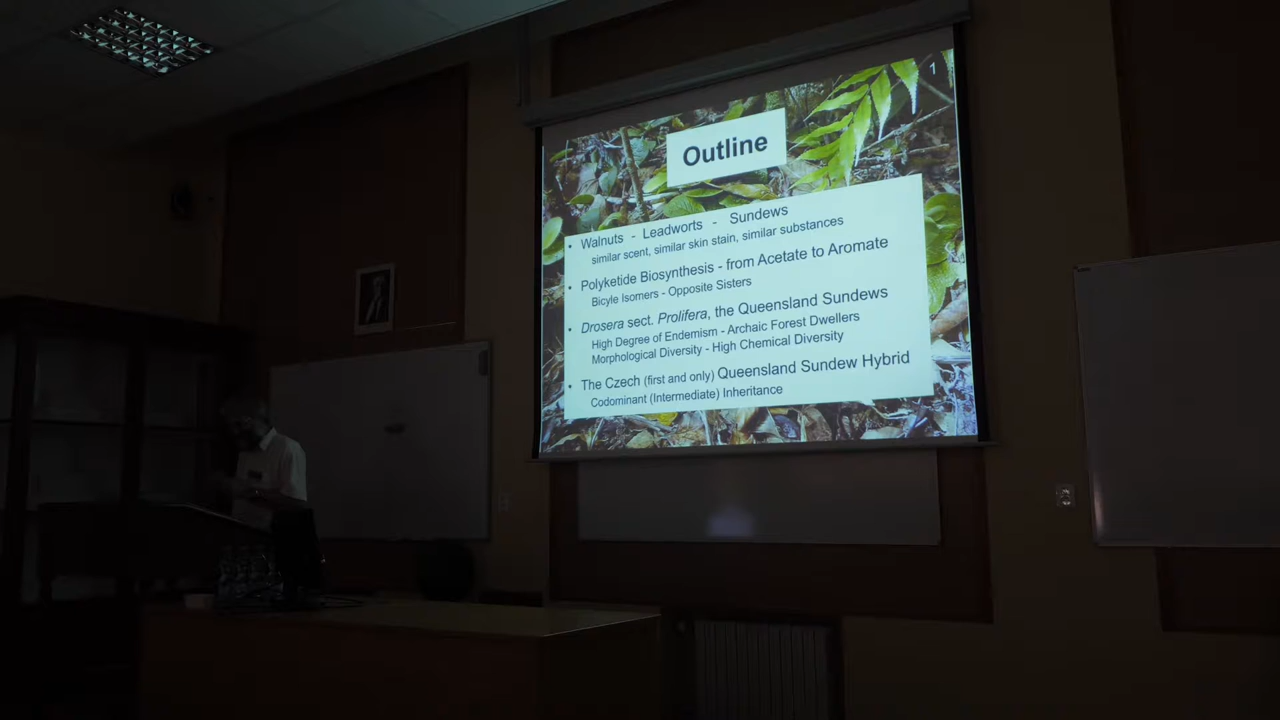 1
Outline
• Walnuts - Leadworts - Sundews
similar scent, similar skin stain, similar substances
• Polyketide Biosynthesis - from Acetate to Aromate
Bicyle Isomers - Opposite Sisters
• Drosera sect. Prolifera, the Queensland Sundews
High Degree of Endemism - Archaic Forest Dwellers
Morphological Diversity - High Chemical Diversity
• The Czech (first and only) Queensland Sundew Hybrid
Codominant (Intermediate) Inheritance